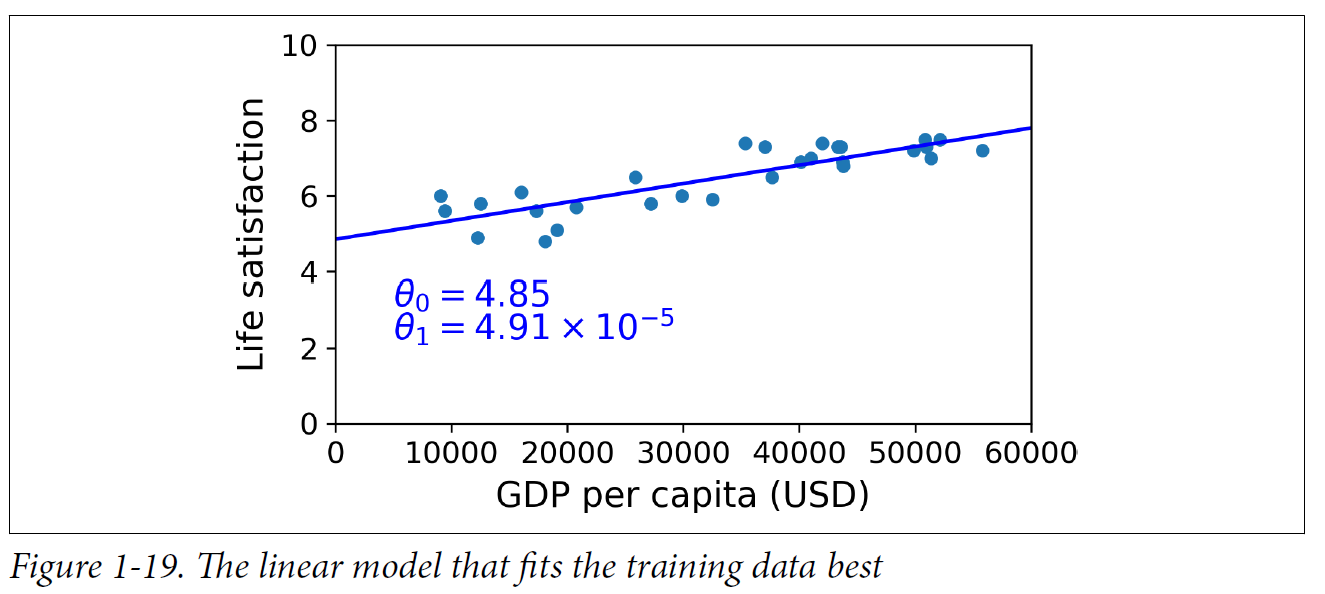 10
8
6
4
2
0
Life satisfaction
θ₀ = 4.85
θ₁ = 4.91 × 10⁻⁵
0 10000 20000 30000 40000 50000 60000
GDP per capita (USD)
Figure 1-19. The linear model that fits the training data best